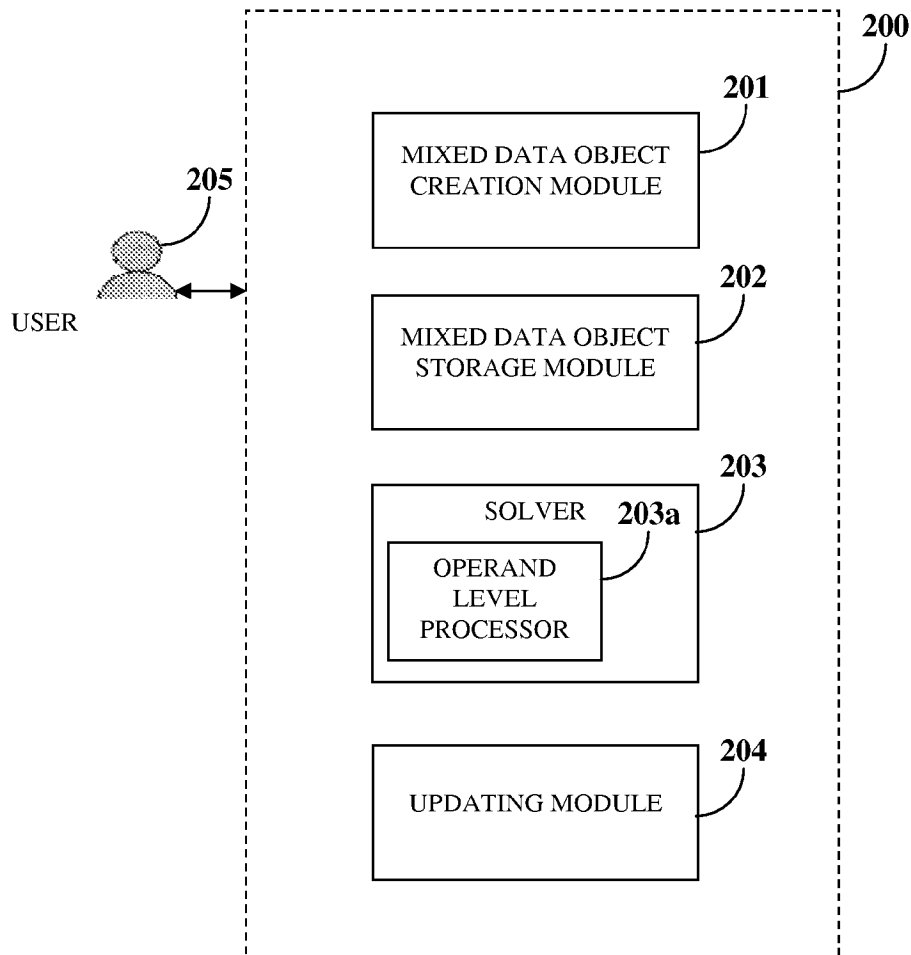 200
201
MIXED DATA OBJECT
CREATION MODULE
205
USER
202
MIXED DATA OBJECT
STORAGE MODULE
203
SOLVER
203a
OPERAND
LEVEL
PROCESSOR
204
UPDATING MODULE